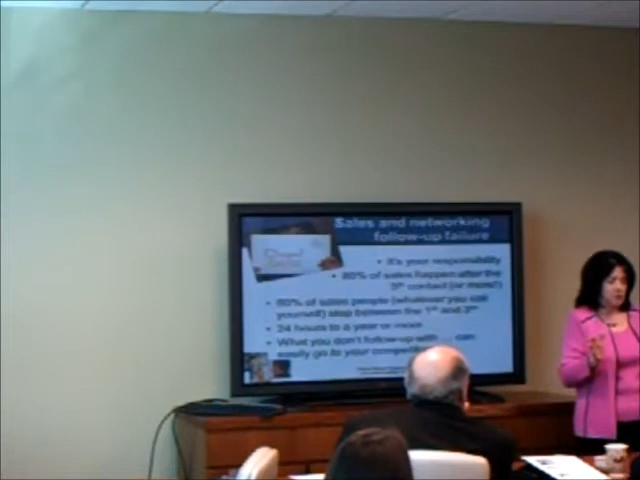 Sales and networking
follow-up failure
• It's your responsibility
• 80% of sales happen after the
5th contact (or more!)
• 80% of sales people (whatever you call
yourself) stop between the 1st and 3rd
• 24 hours to a year or more
• What you don't follow-up with ... can
easily go to your